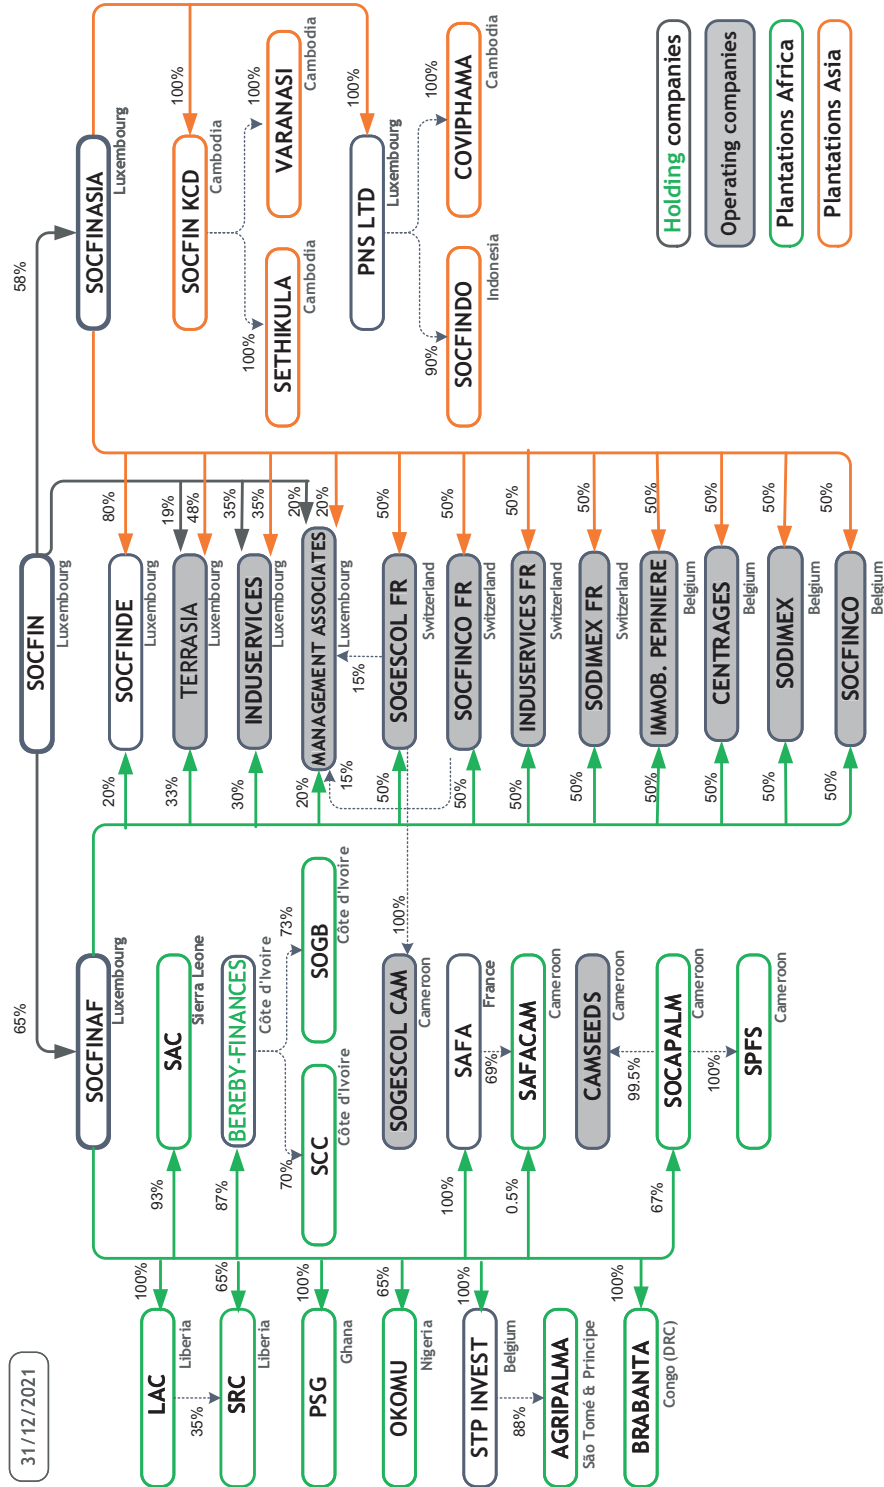 31/12/2021
SOCFIN
Luxembourg
65%
58%
SOCFINAF
Luxembourg
SOCFINASIA
Luxembourg
100%
LAC
Liberia
35%
65%
SRC
Liberia
100%
PSG
Ghana
65%
OKOMU
Nigeria
100%
STP INVEST
Belgium
88%
AGRIPALMA
São Tomé & Principe
100%
BRABANTA
Congo (DRC)
93%
SAC
Sierra Leone
87%
BEREBY-FINANCES
Côte d'Ivoire
70%
73%
SCC
Côte d'Ivoire
SOGB
Côte d'Ivoire
100%
SOGESCOL CAM
Cameroon
100%
SAFA
France
69%
0.5%
SAFACAM
Cameroon
CAMSEEDS
Cameroon
99.5%
67%
SOCAPALM
Cameroon
100%
SPFS
Cameroon
20%
SOCFINDE
Luxembourg
80%
33%
TERRASIA
Luxembourg
19%
48%
30%
INDUSERVICES
Luxembourg
35%
35%
20%
MANAGEMENT ASSOCIATES
Luxembourg
20%
20%
15%
15%
50%
SOGESCOL FR
Switzerland
50%
50%
SOCFINCO FR
Switzerland
50%
50%
INDUSERVICES FR
Switzerland
50%
50%
SODIMEX FR
Switzerland
50%
50%
IMMOB. PEPINIERE
Belgium
50%
50%
CENTRAGES
Belgium
50%
50%
SODIMEX
Belgium
50%
50%
SOCFINCO
Belgium
50%
100%
SOCFIN KCD
Cambodia
100%
100%
SETHIKULA
Cambodia
VARANASI
Cambodia
100%
PNS LTD
Luxembourg
90%
100%
SOCFINDO
Indonesia
COVIPHAMA
Cambodia
Holding companies
Operating companies
Plantations Africa
Plantations Asia